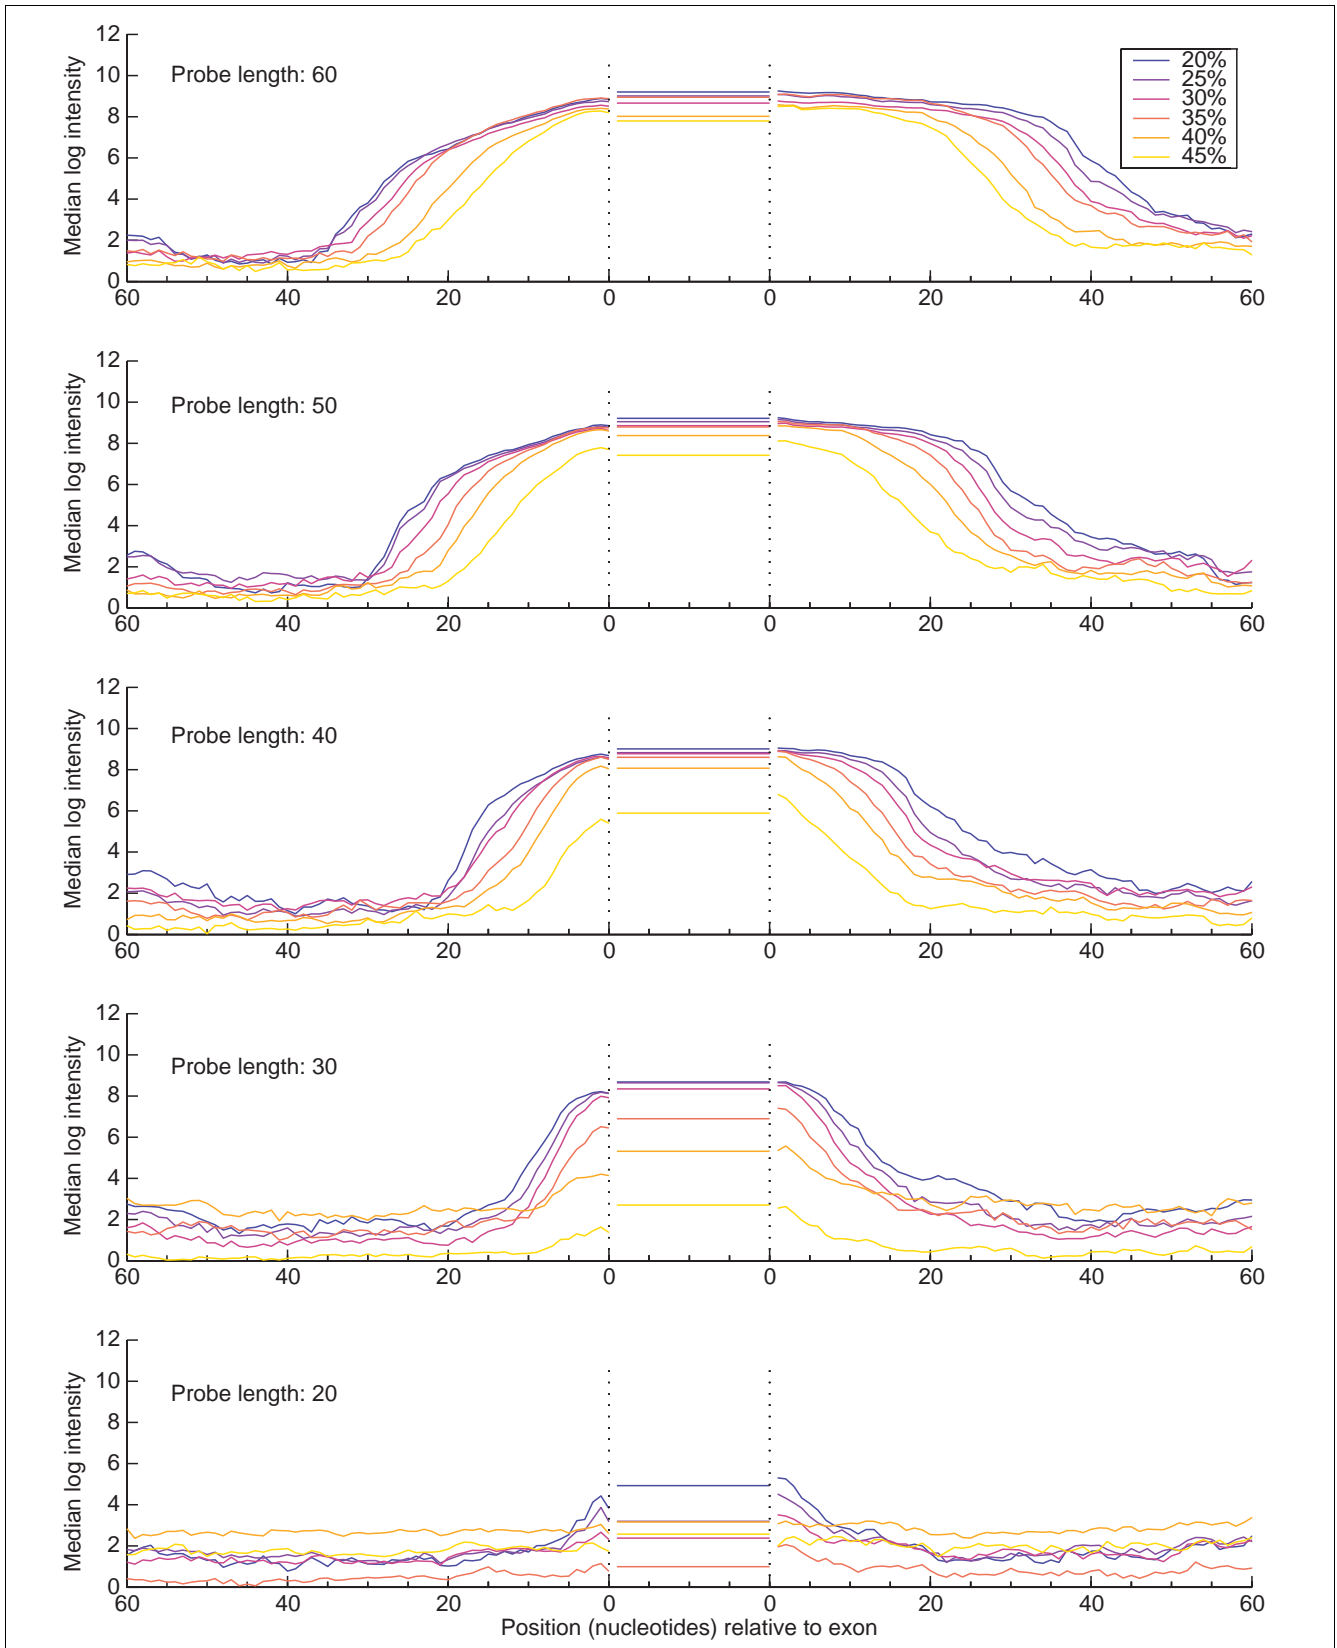 12
10
8
6
4
2
0
Median log intensity
Probe length: 60
20%
25%
30%
35%
40%
45%
60 40 20 0 0 20 40 60
12
10
8
6
4
2
0
Median log intensity
Probe length: 50
60 40 20 0 0 20 40 60
12
10
8
6
4
2
0
Median log intensity
Probe length: 40
60 40 20 0 0 20 40 60
12
10
8
6
4
2
0
Median log intensity
Probe length: 30
60 40 20 0 0 20 40 60
12
10
8
6
4
2
0
Median log intensity
Probe length: 20
60 40 20 0 0 20 40 60
Position (nucleotides) relative to exon